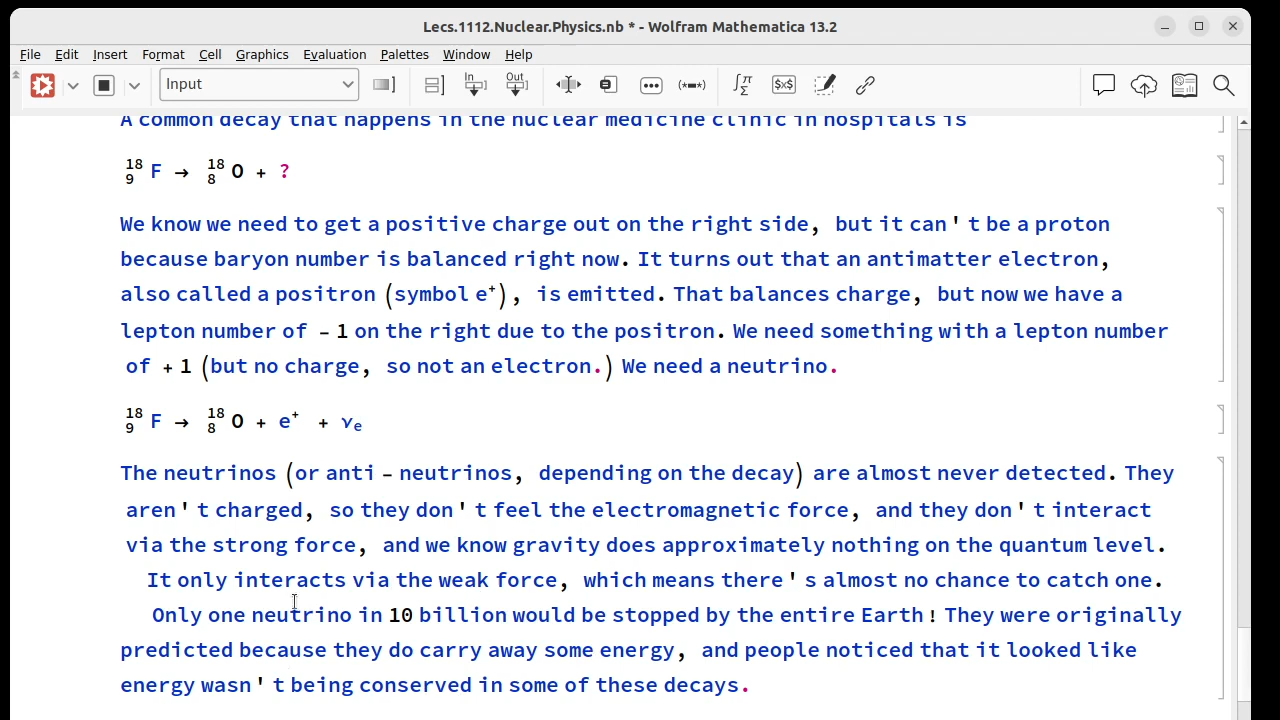 Lecs.1112.Nuclear.Physics.nb * - Wolfram Mathematica 13.2
File Edit Insert Format Cell Graphics Evaluation Palettes Window Help
Input In Out
A common decay that happens in the nuclear medicine clinic in hospitals is
¹⁸₉ F → ¹⁸₈ O + ?
We know we need to get a positive charge out on the right side, but it can't be a proton
because baryon number is balanced right now. It turns out that an antimatter electron,
also called a positron (symbol e⁺), is emitted. That balances charge, but now we have a
lepton number of -1 on the right due to the positron. We need something with a lepton number
of +1 (but no charge, so not an electron.) We need a neutrino.
¹⁸₉ F → ¹⁸₈ O + e⁺ + νₑ
The neutrinos (or anti-neutrinos, depending on the decay) are almost never detected. They
aren't charged, so they don't feel the electromagnetic force, and they don't interact
via the strong force, and we know gravity does approximately nothing on the quantum level.
It only interacts via the weak force, which means there's almost no chance to catch one.
Only one neutrino in 10 billion would be stopped by the entire Earth! They were originally
predicted because they do carry away some energy, and people noticed that it looked like
energy wasn't being conserved in some of these decays.